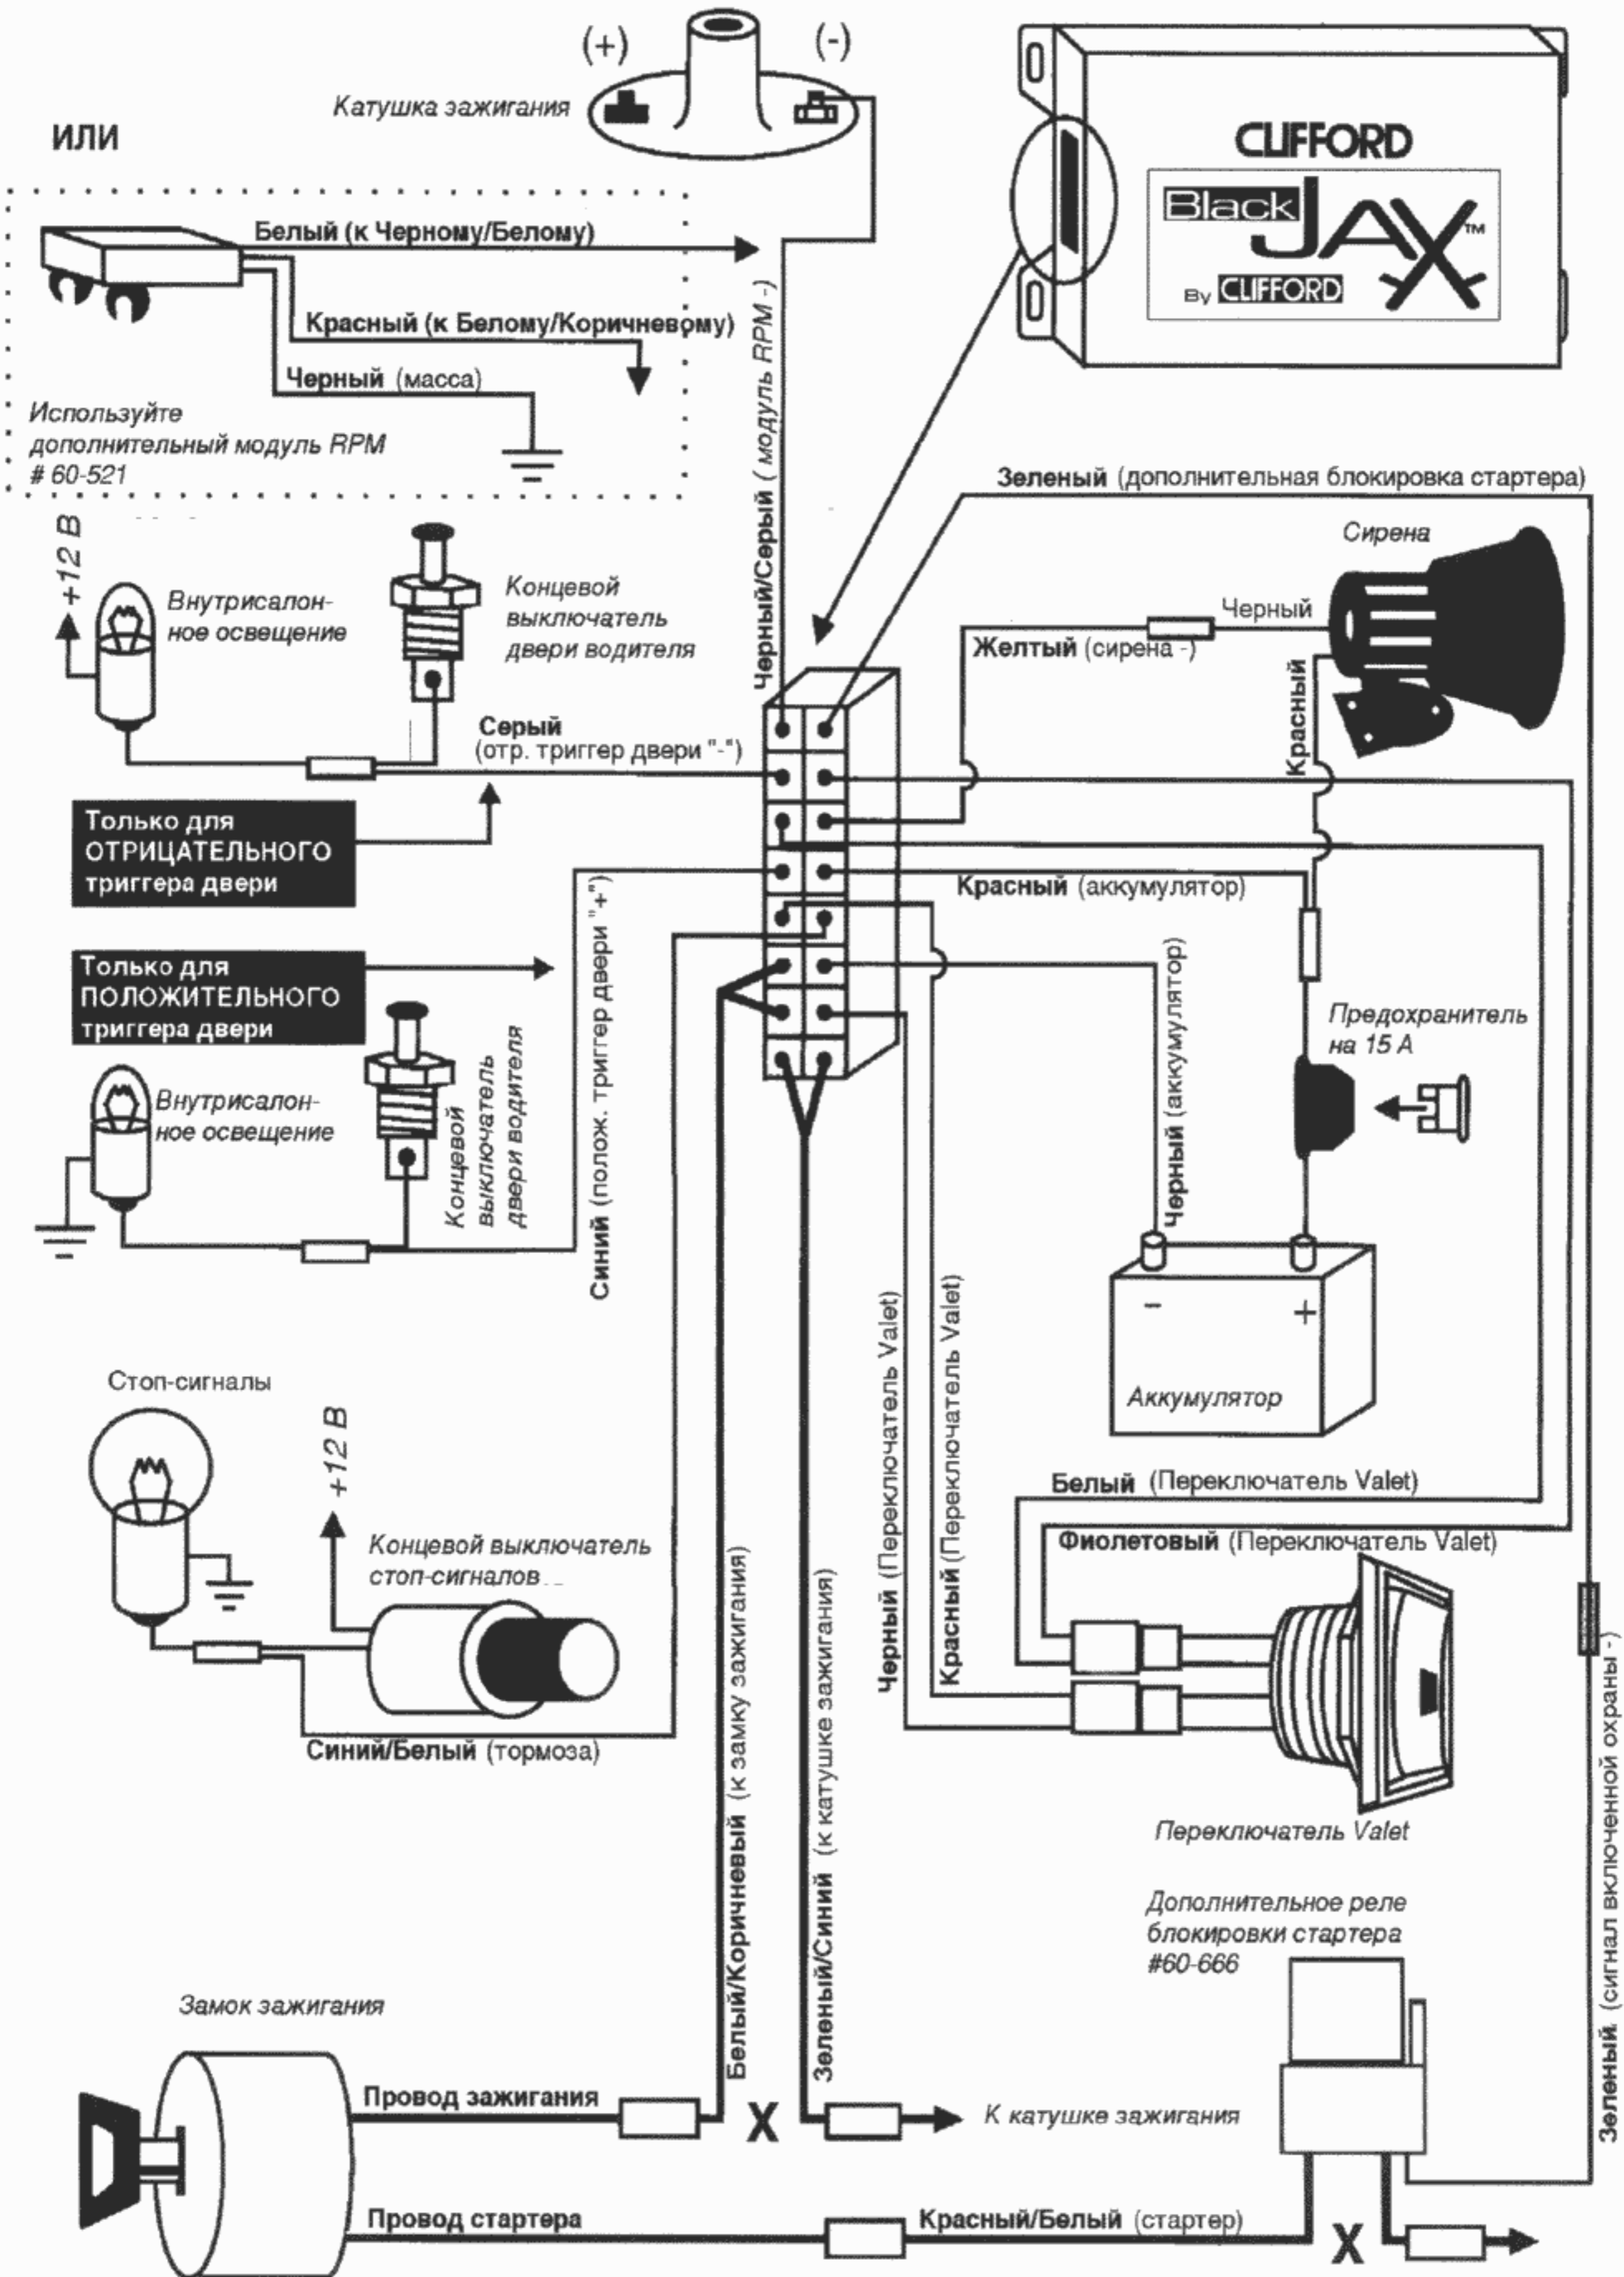 (+)
(-)
Катушка зажигания
ИЛИ
CLIFFORD
Black JAX ™
By CLIFFORD
Белый (к Черному/Белому)
Красный (к Белому/Коричневому)
Черный (масса)
Используйте
дополнительный модуль RPM
# 60-521
Черный/Серый ( модуль RPM -)
Зеленый (дополнительная блокировка стартера)
Сирена
+12 В
Внутрисалон-
ное освещение
Концевой
выключатель
двери водителя
Черный
Желтый (сирена -)
Красный
Серый
(отр. триггер двери "-")
Только для
ОТРИЦАТЕЛЬНОГО
триггера двери
Красный (аккумулятор)
Только для
ПОЛОЖИТЕЛЬНОГО
триггера двери
Внутрисалон-
ное освещение
Концевой
выключатель
двери водителя
Синий (полож. триггер двери "+")
Черный (аккумулятор)
Предохранитель
на 15 А
-
+
Аккумулятор
Стоп-сигналы
+12 В
Концевой выключатель
стоп-сигналов
Синий/Белый (тормоза)
Черный (Переключатель Valet)
Красный (Переключатель Valet)
Белый (Переключатель Valet)
Фиолетовый (Переключатель Valet)
Переключатель Valet
Белый/Коричневый (к замку зажигания)
Зеленый/Синий (к катушке зажигания)
Дополнительное реле
блокировки стартера
#60-666
Зеленый (сигнал включенной охраны -)
Замок зажигания
Провод зажигания
X
К катушке зажигания
Провод стартера
Красный/Белый (стартер)
X